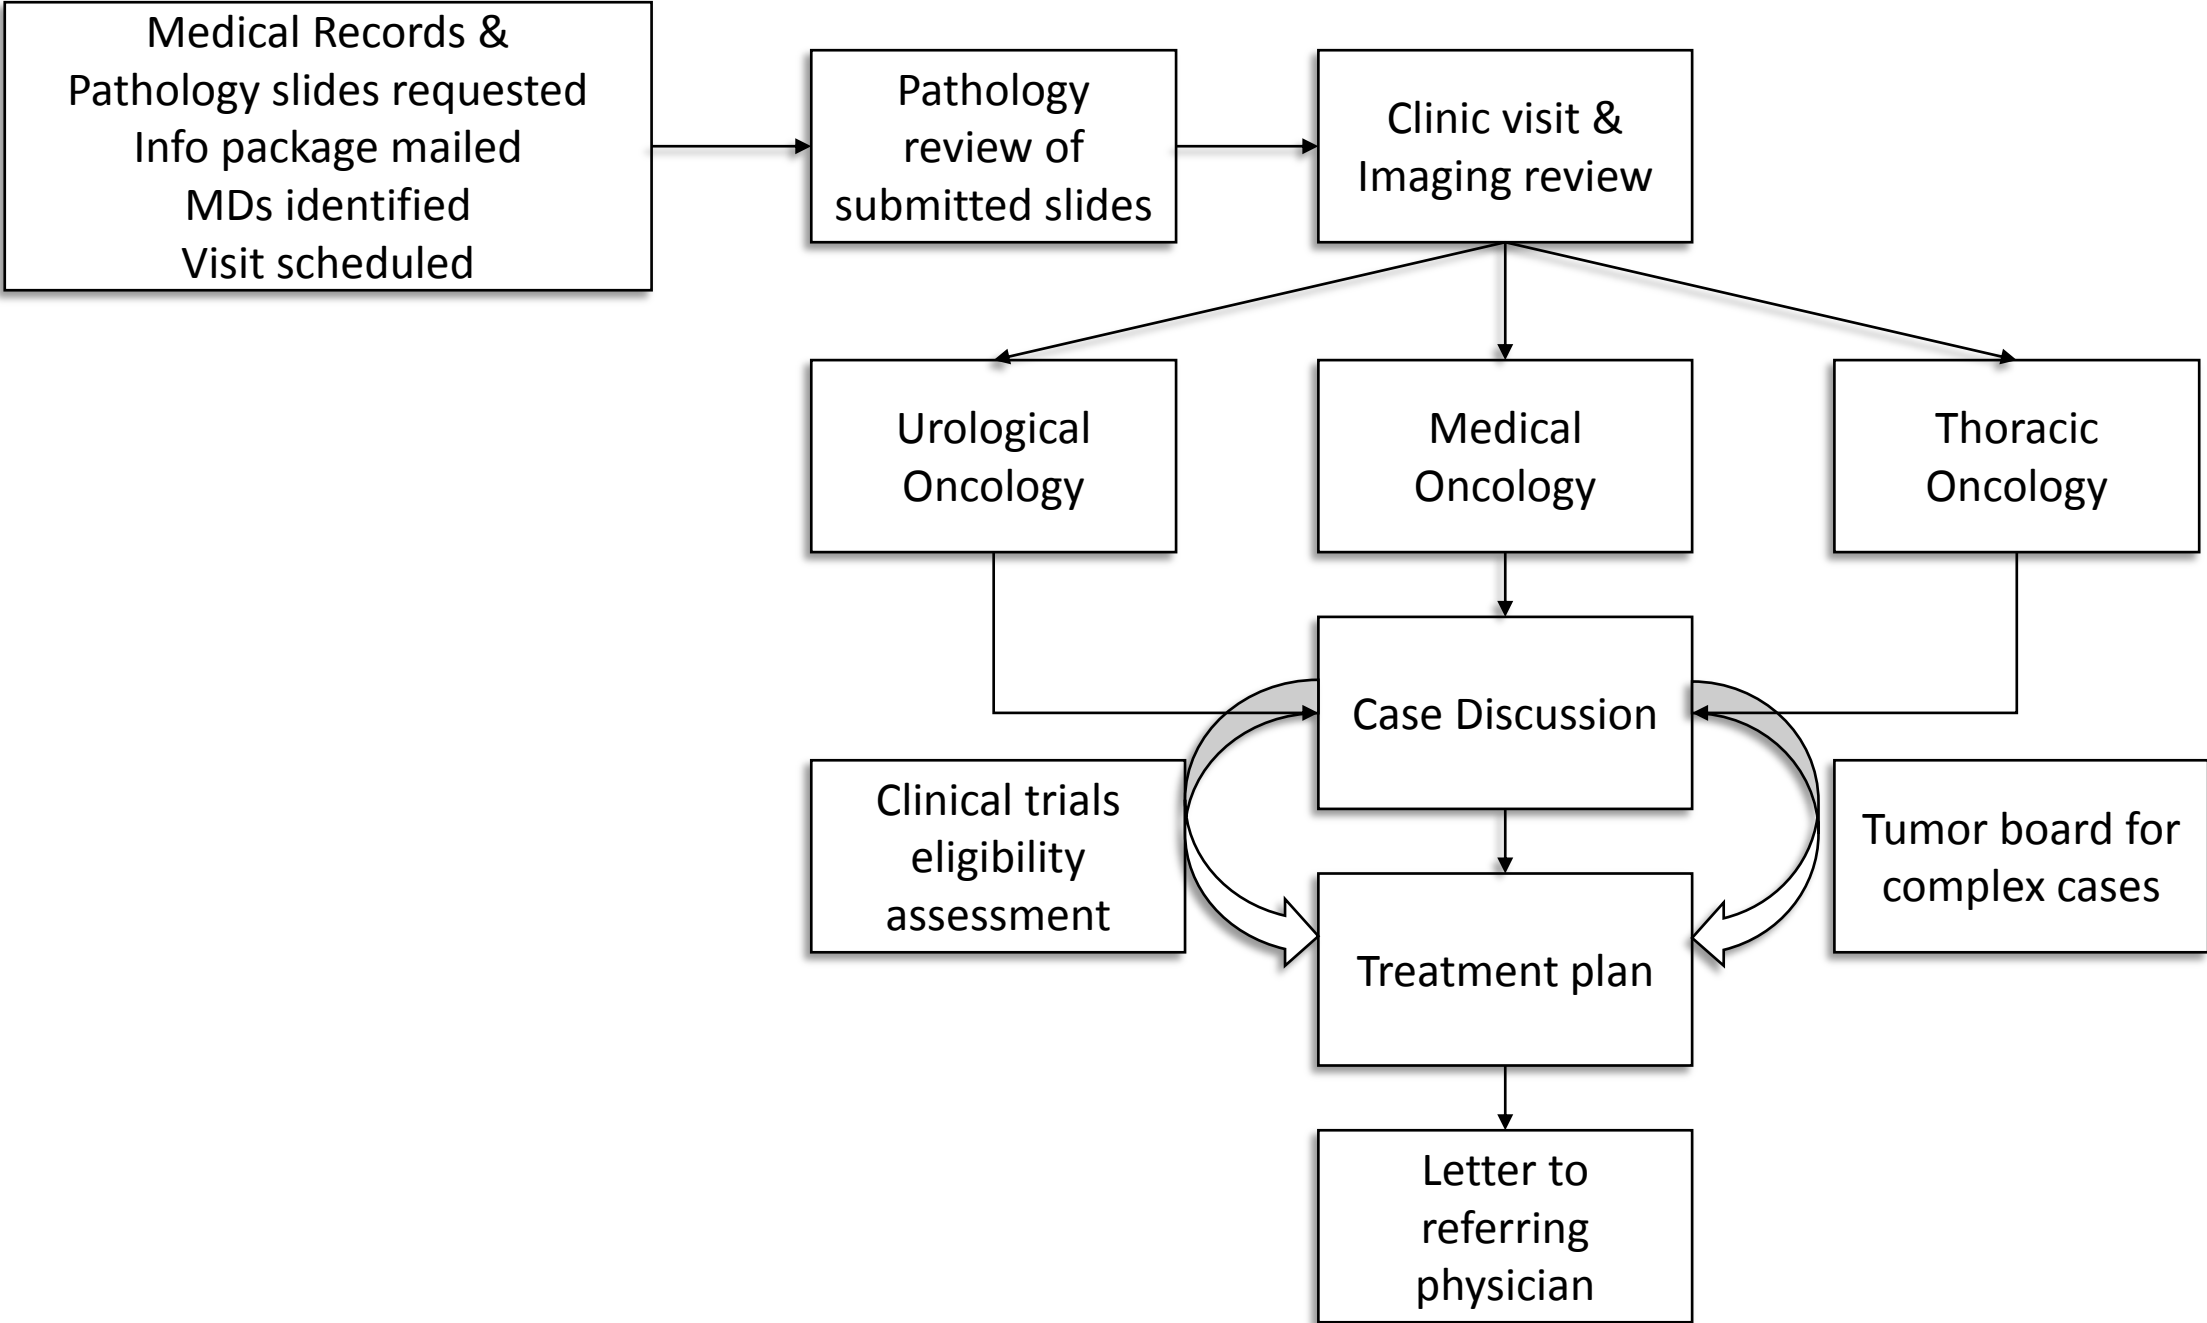 Medical Records &
Pathology slides requested
Info package mailed
MDs identified
Visit scheduled
Pathology
review of
submitted slides
Clinic visit &
Imaging review
Urological
Oncology
Medical
Oncology
Thoracic
Oncology
Case Discussion
Clinical trials
eligibility
assessment
Tumor board for
complex cases
Treatment plan
Letter to
referring
physician